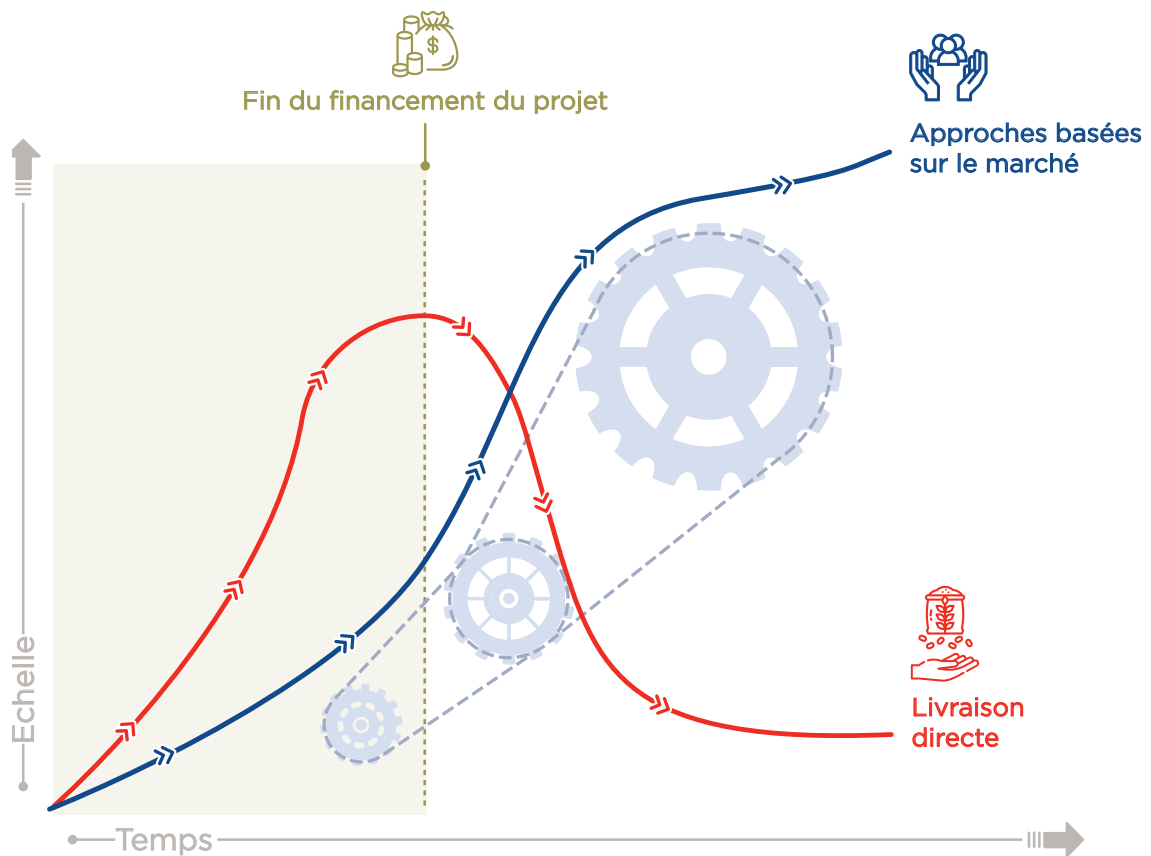 $
Fin du financement du projet
Approches basées
sur le marché
Echelle
Livraison
directe
Temps